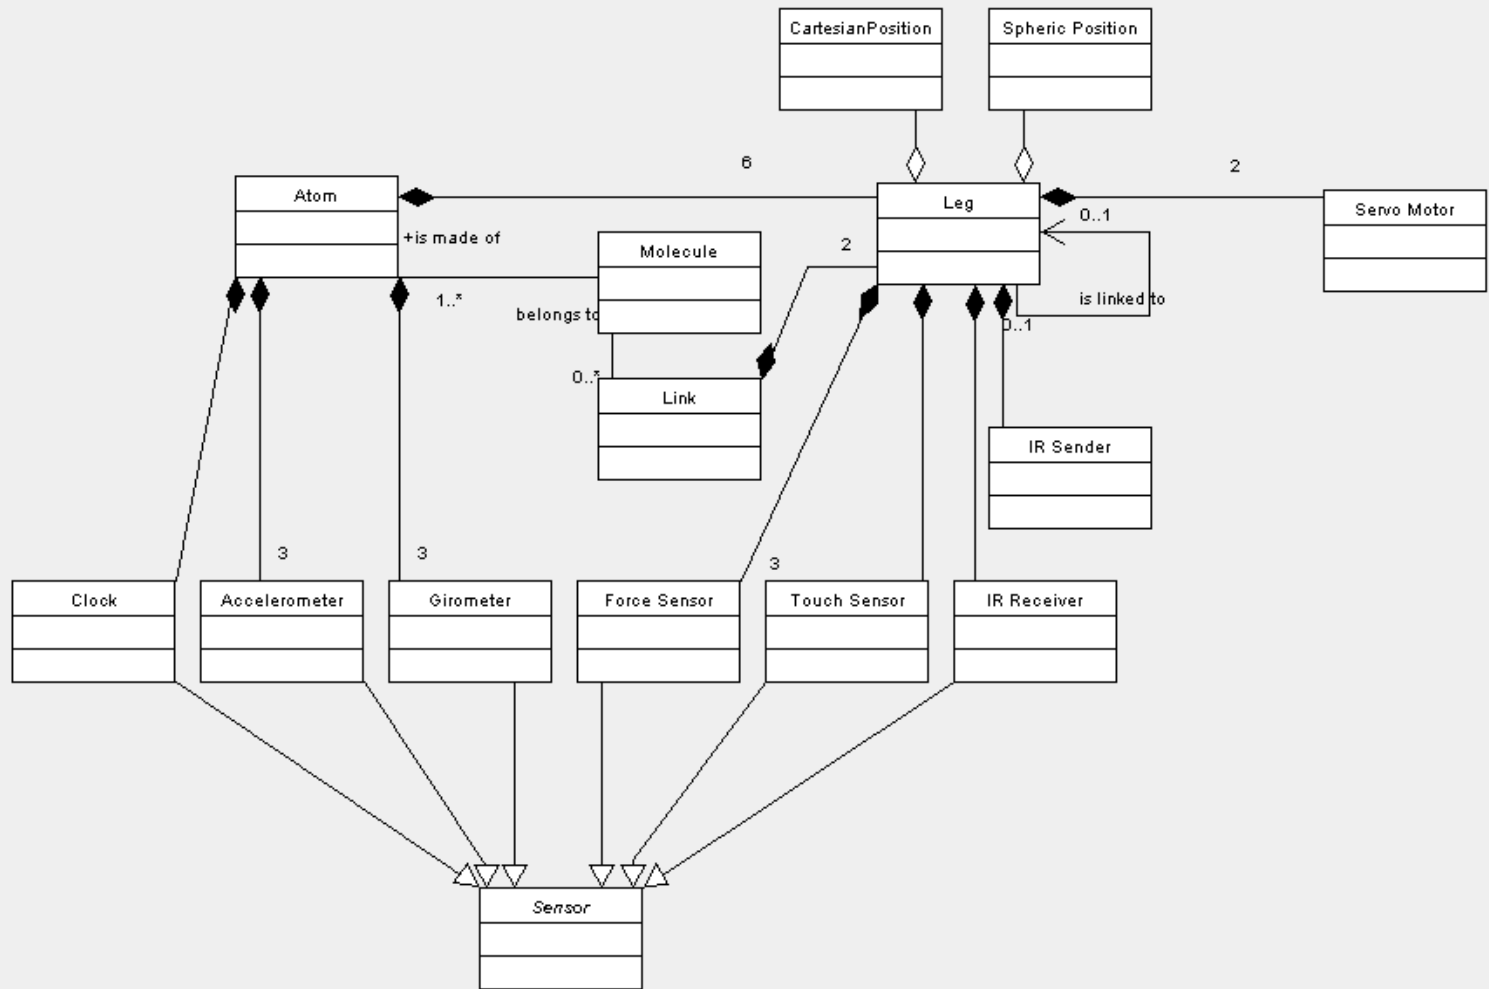 CartesianPosition
Spheric Position
6
2
Atom
Leg
Servo Motor
0..1
+is made of
Molecule
2
1..*
is linked to
belongs to
0..1
0..*
Link
IR Sender
3
3
3
Clock
Accelerometer
Girometer
Force Sensor
Touch Sensor
IR Receiver
Sensor